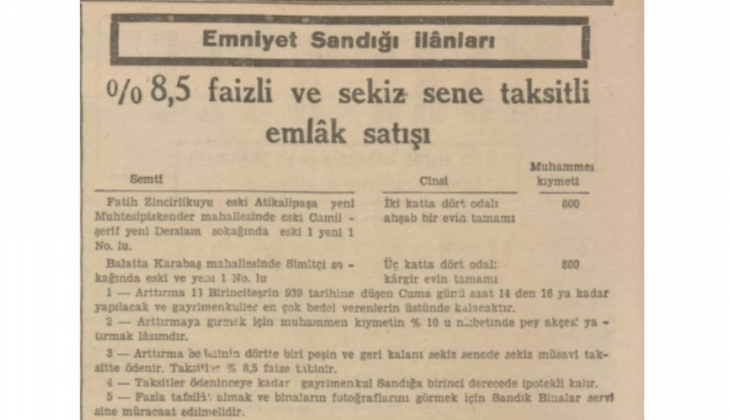 Emniyet Sandığı ilânları
%8,5 faizli ve sekiz sene taksitli
emlâk satışı
Semti Cinsi Muhammen kıymeti
Fatih Zincirlikuyu eski Atikalipaşa yeni
Muhtesipiskender mahallesinde eski Camii -
şerif yeni Dersiam sokağında eski 1 yeni 1
No. lu.
İki katta dört odalı
ahşab bir evin tamamı
800
Balatta Karabaş mahallesinde Simitçi so -
kağında eski ve yeni 1 No. lu
Üç katta dört odalı
kârgir evin tamamı
800
1 — Arttırma 13 Birinciteşrin 939 tarihine düşen Cuma günü saat 14 den 16 ya kadar
yapılacak ve gayrimenkuller en çok bedel verenlerin üstünde kalacaktır.
2 — Arttırmaya girmek için muhammen kıymetin % 10 u nisbetinde pey akçesi ya -
tırmak lâzımdır.
3 — Arttırma bedelinin dörtte biri peşin ve geri kalanı sekiz senede sekiz müsavi tak-
sitte ödenir. Taksitler % 8,5 faize tâbidir.
4 — Taksitler ödeninceye kadar gayrimenkul Sandığa birinci derecede ipotekli kalır.
5 — Fazla tafsilât almak ve binaların fotoğraflarını görmek için Sandık Binalar servi
sine müracaat edilmelidir.